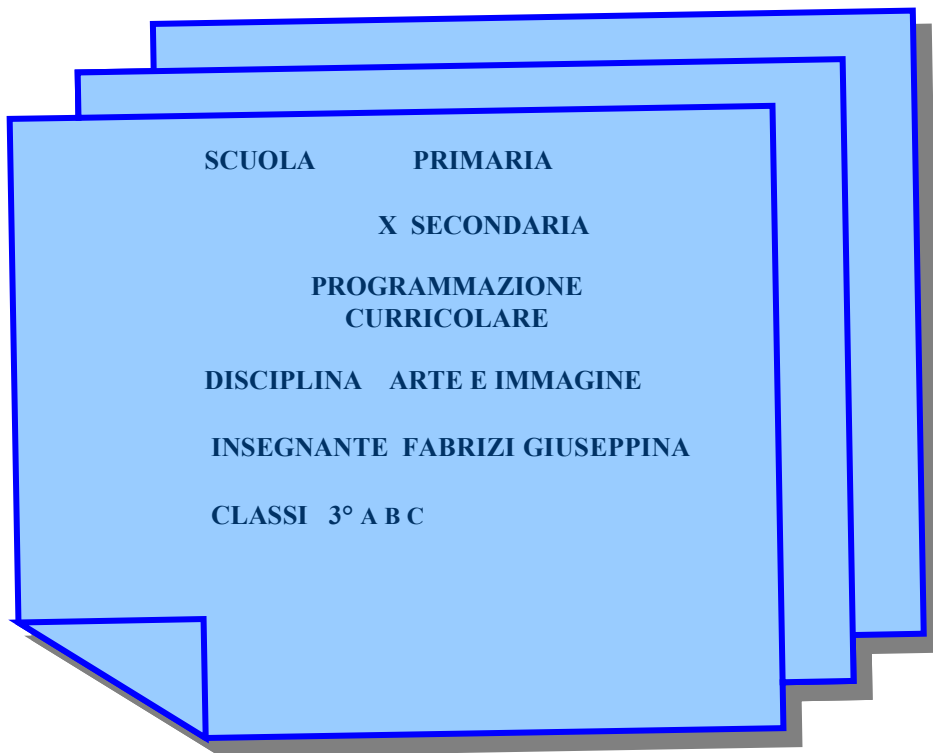 SCUOLA PRIMARIA
X SECONDARIA
PROGRAMMAZIONE
CURRICOLARE
DISCIPLINA ARTE E IMMAGINE
INSEGNANTE FABRIZI GIUSEPPINA
CLASSI 3° A B C